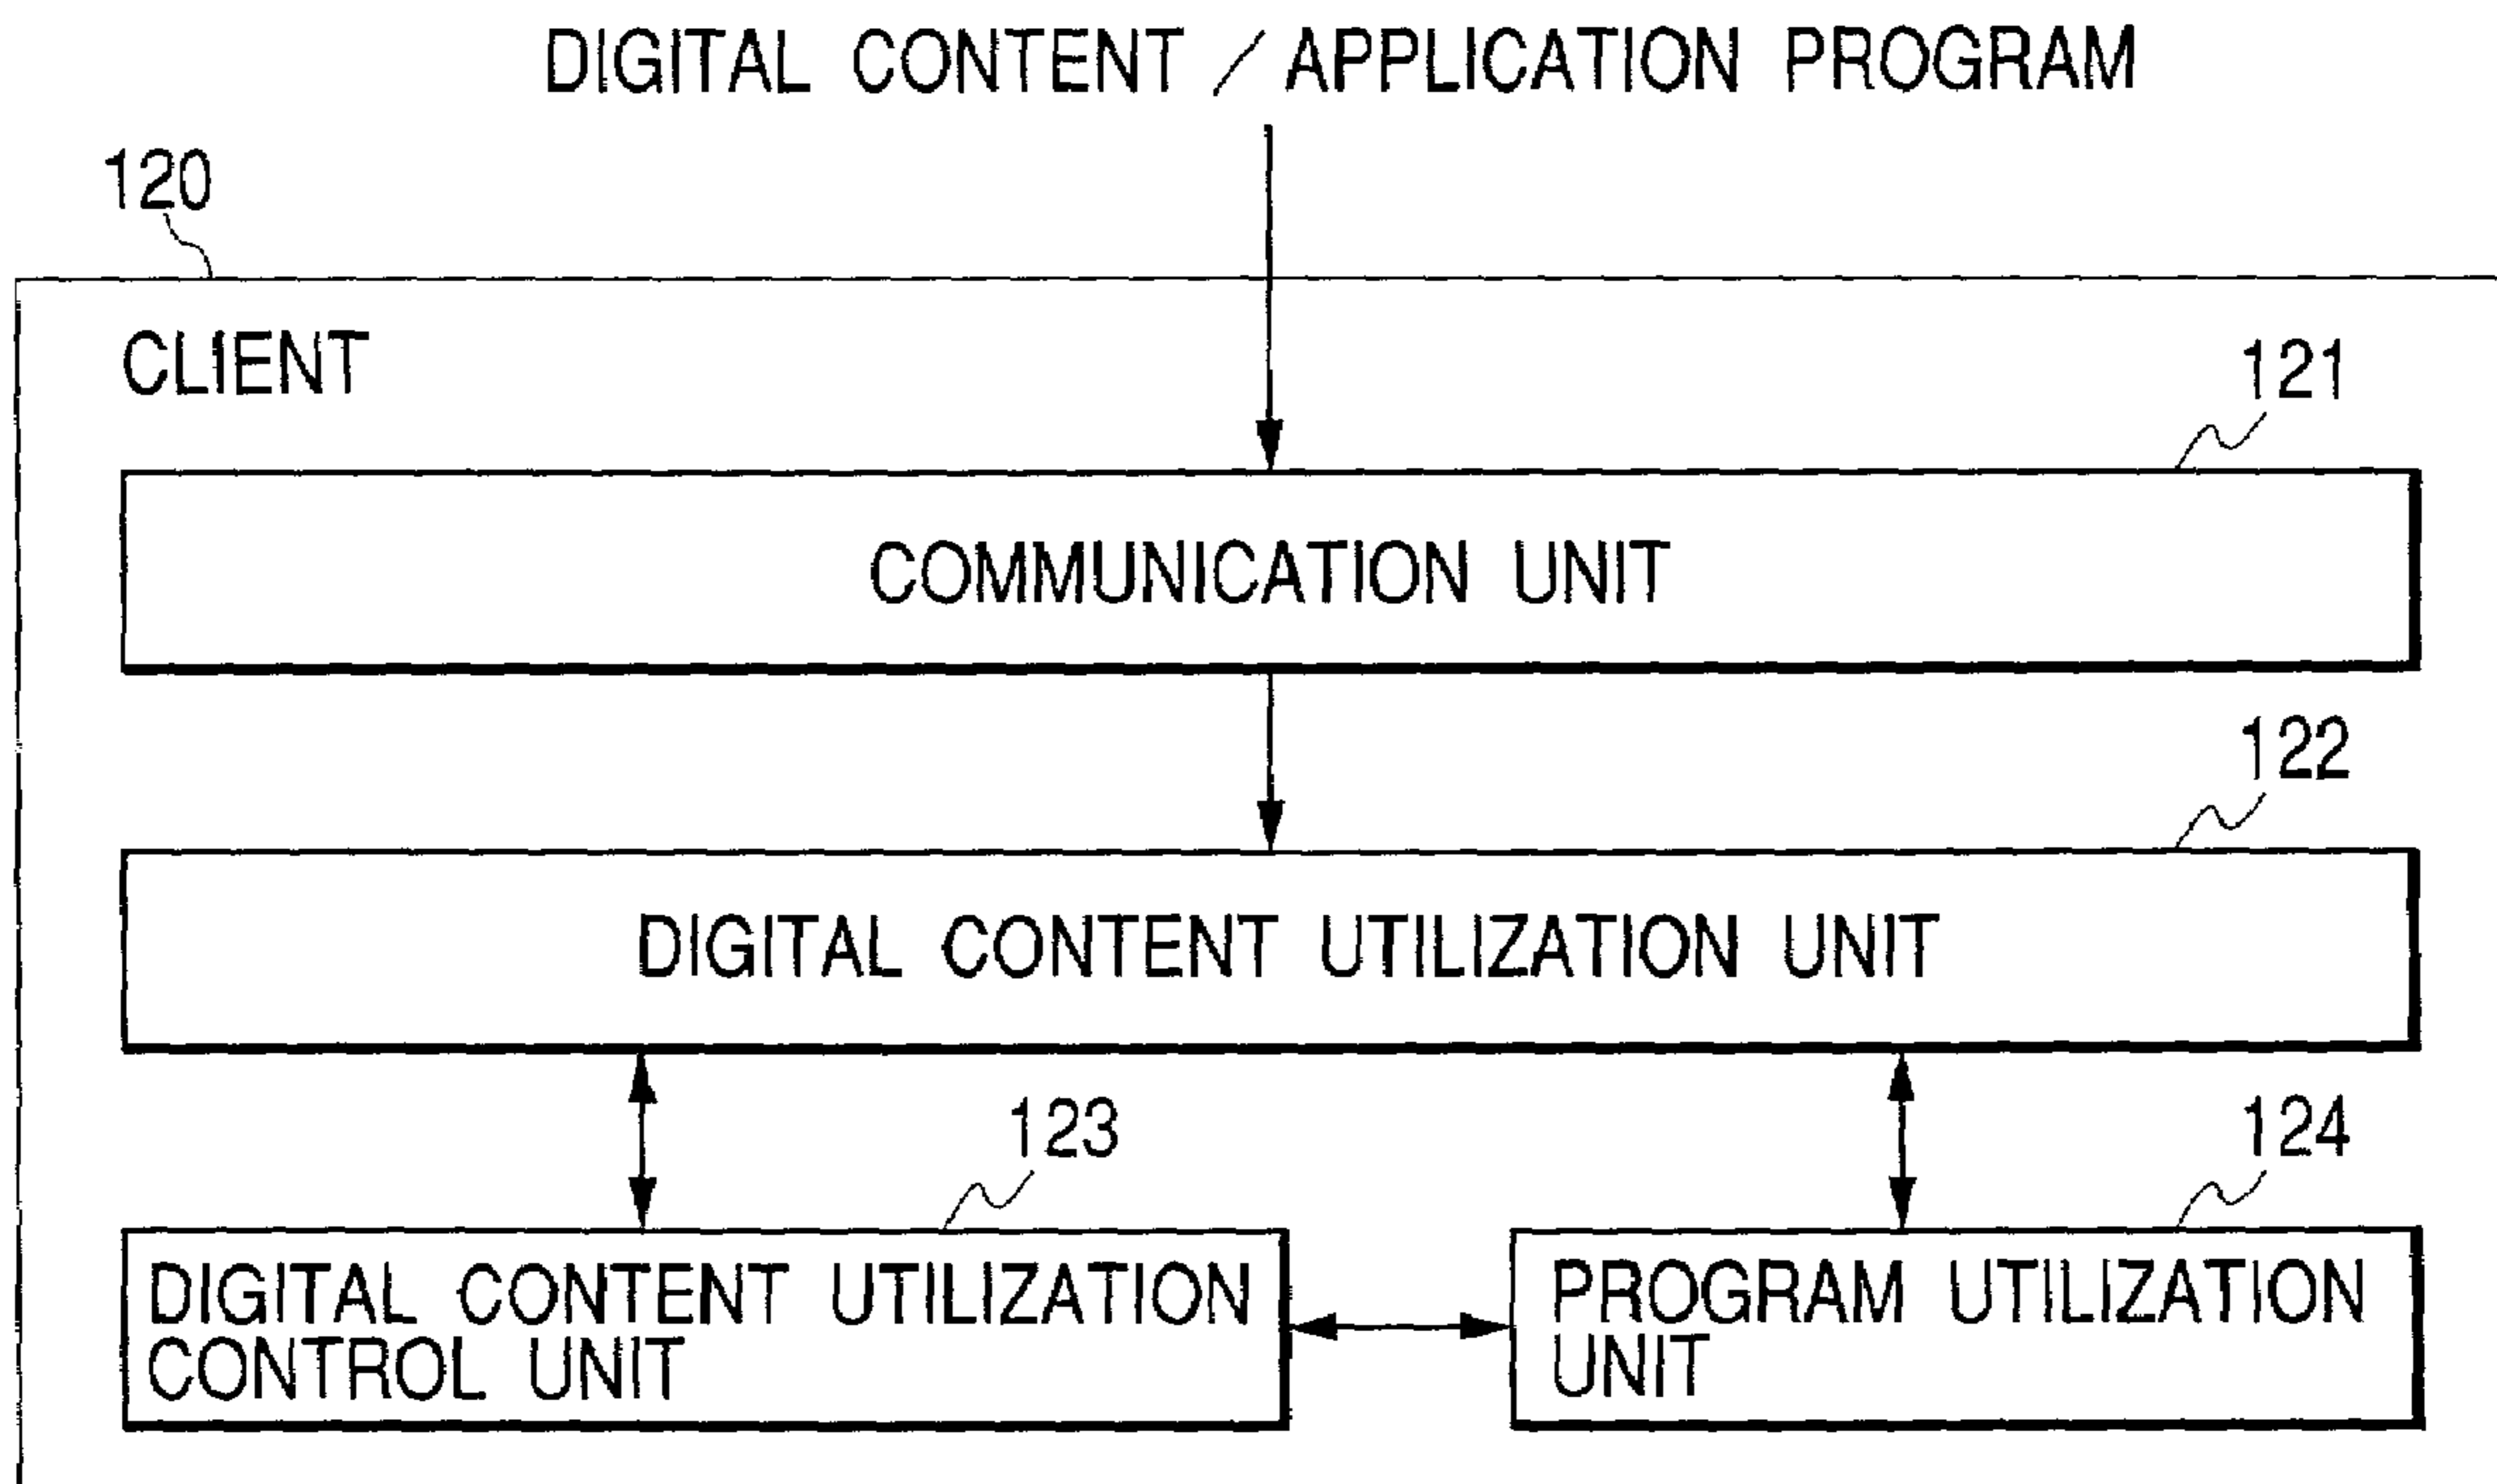 DIGITAL CONTENT / APPLICATION PROGRAM
120
CLIENT
121
COMMUNICATION UNIT
122
DIGITAL CONTENT UTILIZATION UNIT
123
124
DIGITAL CONTENT UTILIZATION
CONTROL UNIT
PROGRAM UTILIZATION
UNIT